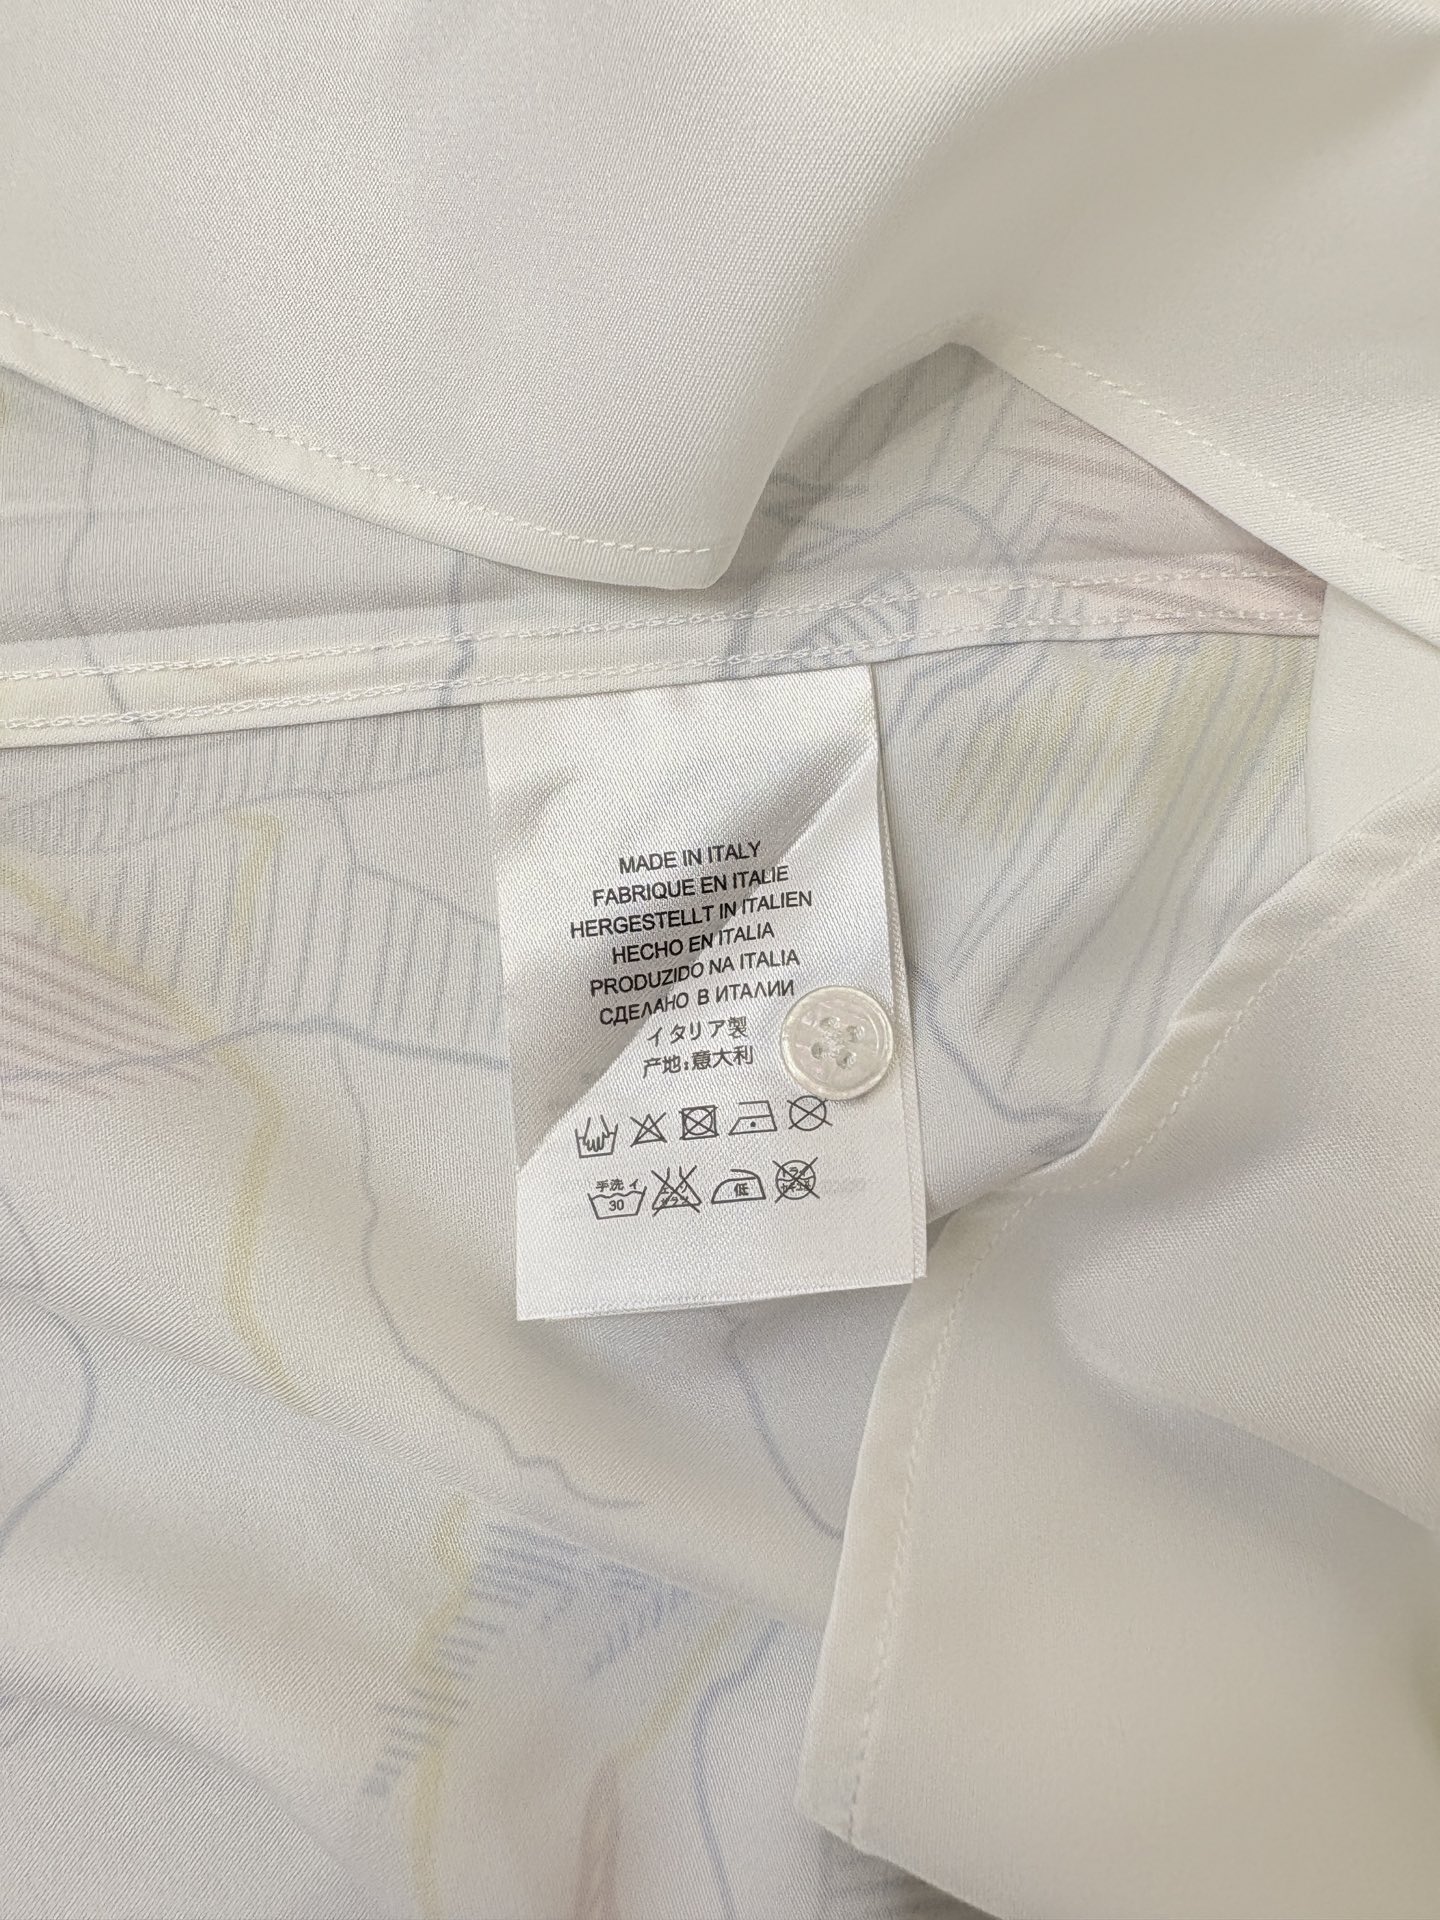 MADE IN ITALY
FABRIQUE EN ITALIE
HERGESTELLT IN ITALIEN
HECHO EN ITALIA
PRODUZIDO NA ITALIA
СДЕЛАНО В ИТАЛИИ
イタリア製
产地:意大利
手洗イ 30 低